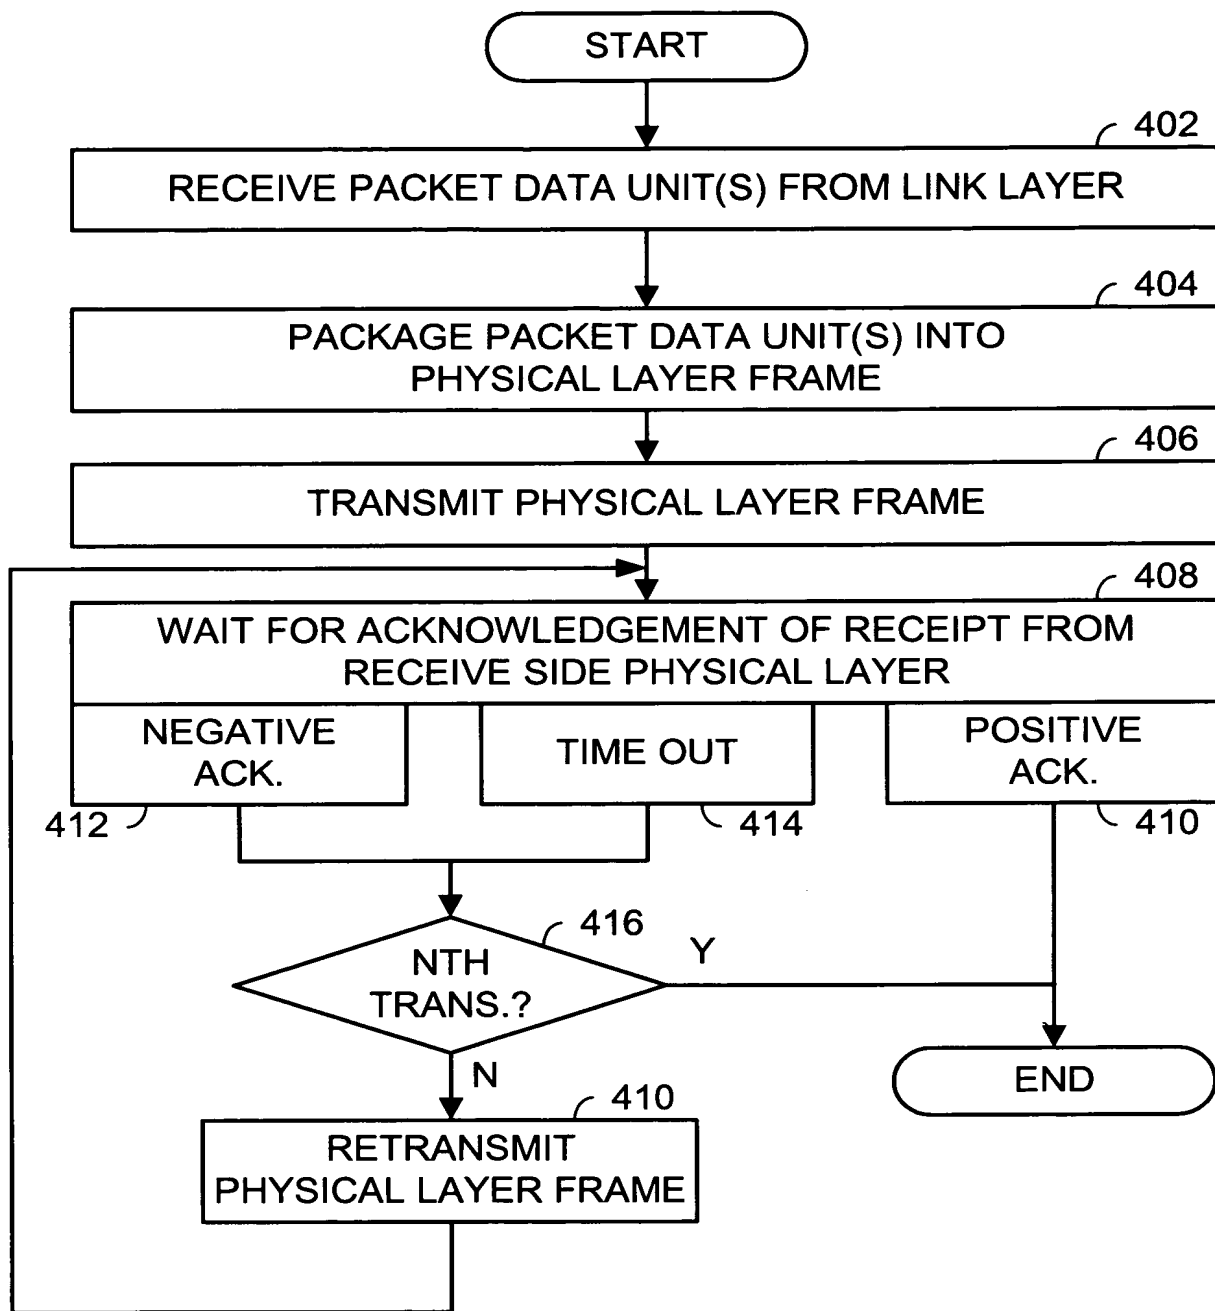 START
402
RECEIVE PACKET DATA UNIT(S) FROM LINK LAYER
404
PACKAGE PACKET DATA UNIT(S) INTO
PHYSICAL LAYER FRAME
406
TRANSMIT PHYSICAL LAYER FRAME
408
WAIT FOR ACKNOWLEDGEMENT OF RECEIPT FROM
RECEIVE SIDE PHYSICAL LAYER
NEGATIVE
ACK.
412
TIME OUT
414
POSITIVE
ACK.
410
416
NTH
TRANS.?
Y
N
END
410
RETRANSMIT
PHYSICAL LAYER FRAME